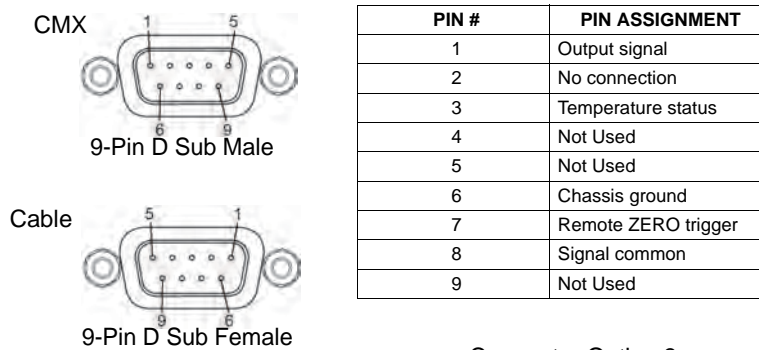 CMX
1 5
6 9
9-Pin D Sub Male
Cable
5 1
9 6
9-Pin D Sub Female
PIN # PIN ASSIGNMENT
1 Output signal
2 No connection
3 Temperature status
4 Not Used
5 Not Used
6 Chassis ground
7 Remote ZERO trigger
8 Signal common
9 Not Used